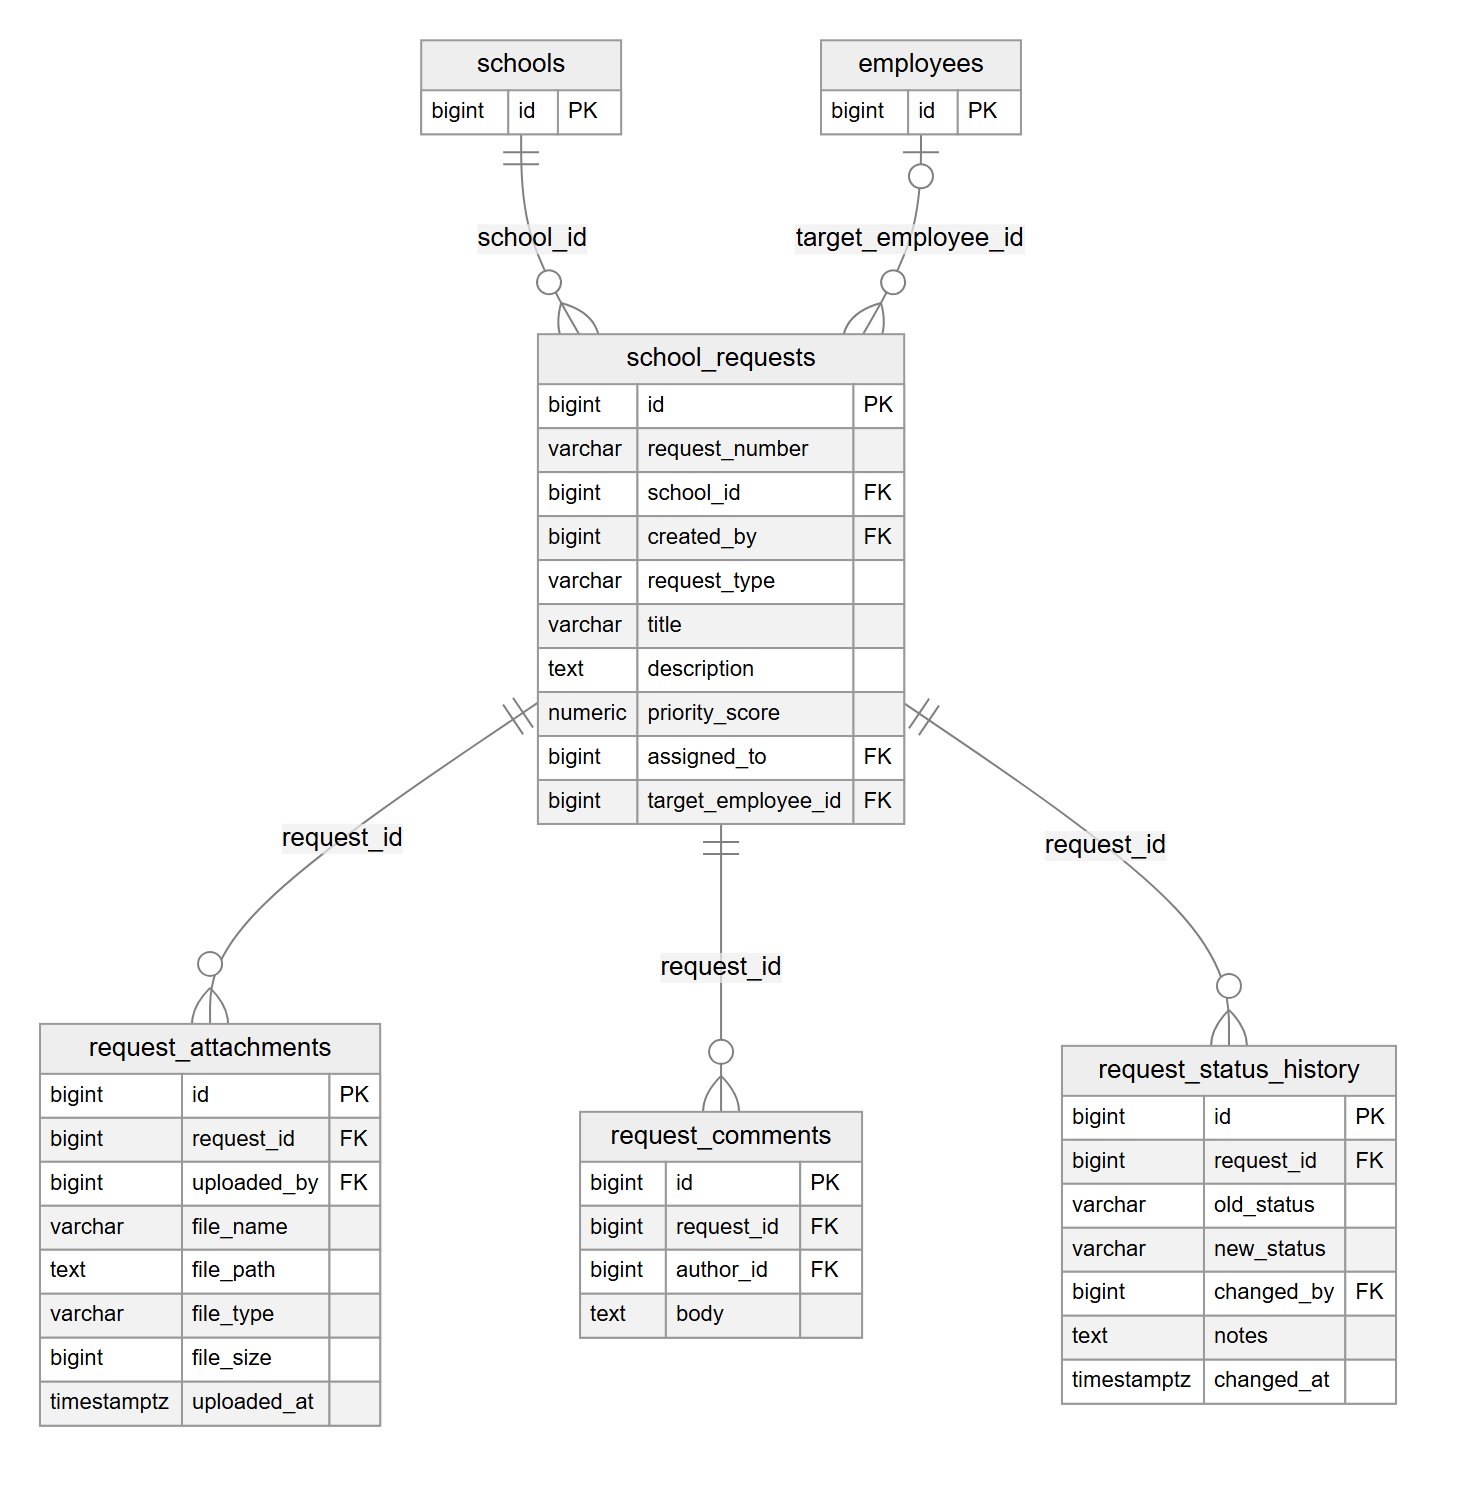 schools
bigint id PK
employees
bigint id PK
school_id
target_employee_id
school_requests
bigint id PK
varchar request_number
bigint school_id FK
bigint created_by FK
varchar request_type
varchar title
text description
numeric priority_score
bigint assigned_to FK
bigint target_employee_id FK
request_id
request_id
request_id
request_attachments
bigint id PK
bigint request_id FK
bigint uploaded_by FK
varchar file_name
text file_path
varchar file_type
bigint file_size
timestamptz uploaded_at
request_comments
bigint id PK
bigint request_id FK
bigint author_id FK
text body
request_status_history
bigint id PK
bigint request_id FK
varchar old_status
varchar new_status
bigint changed_by FK
text notes
timestamptz changed_at